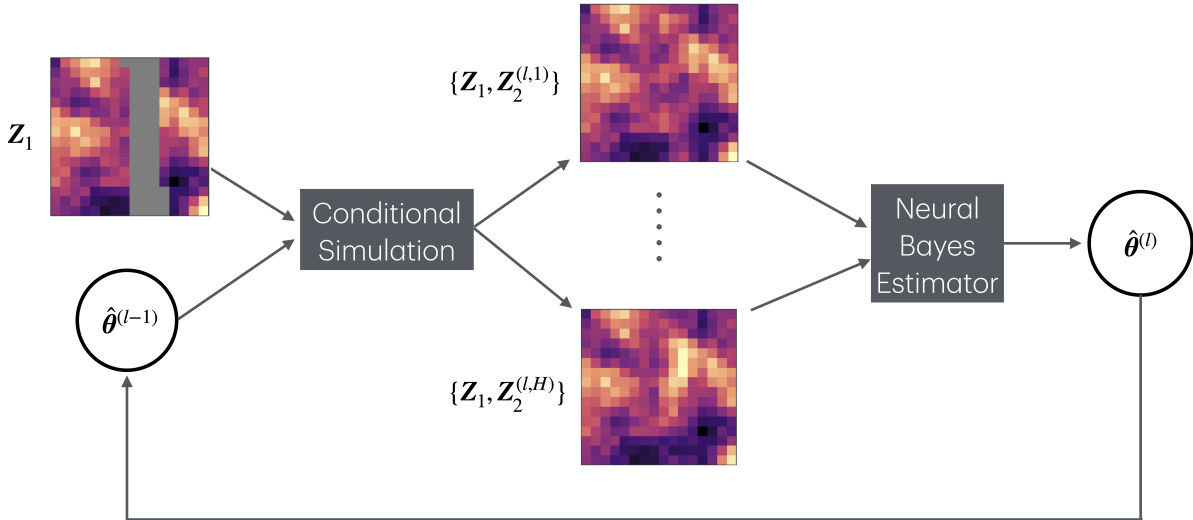 Z₁
θ̂⁽ˡ⁻¹⁾
Conditional
Simulation
{Z₁, Z₂⁽ˡ,¹⁾}
{Z₁, Z₂⁽ˡ,ᴴ⁾}
Neural
Bayes
Estimator
θ̂⁽ˡ⁾